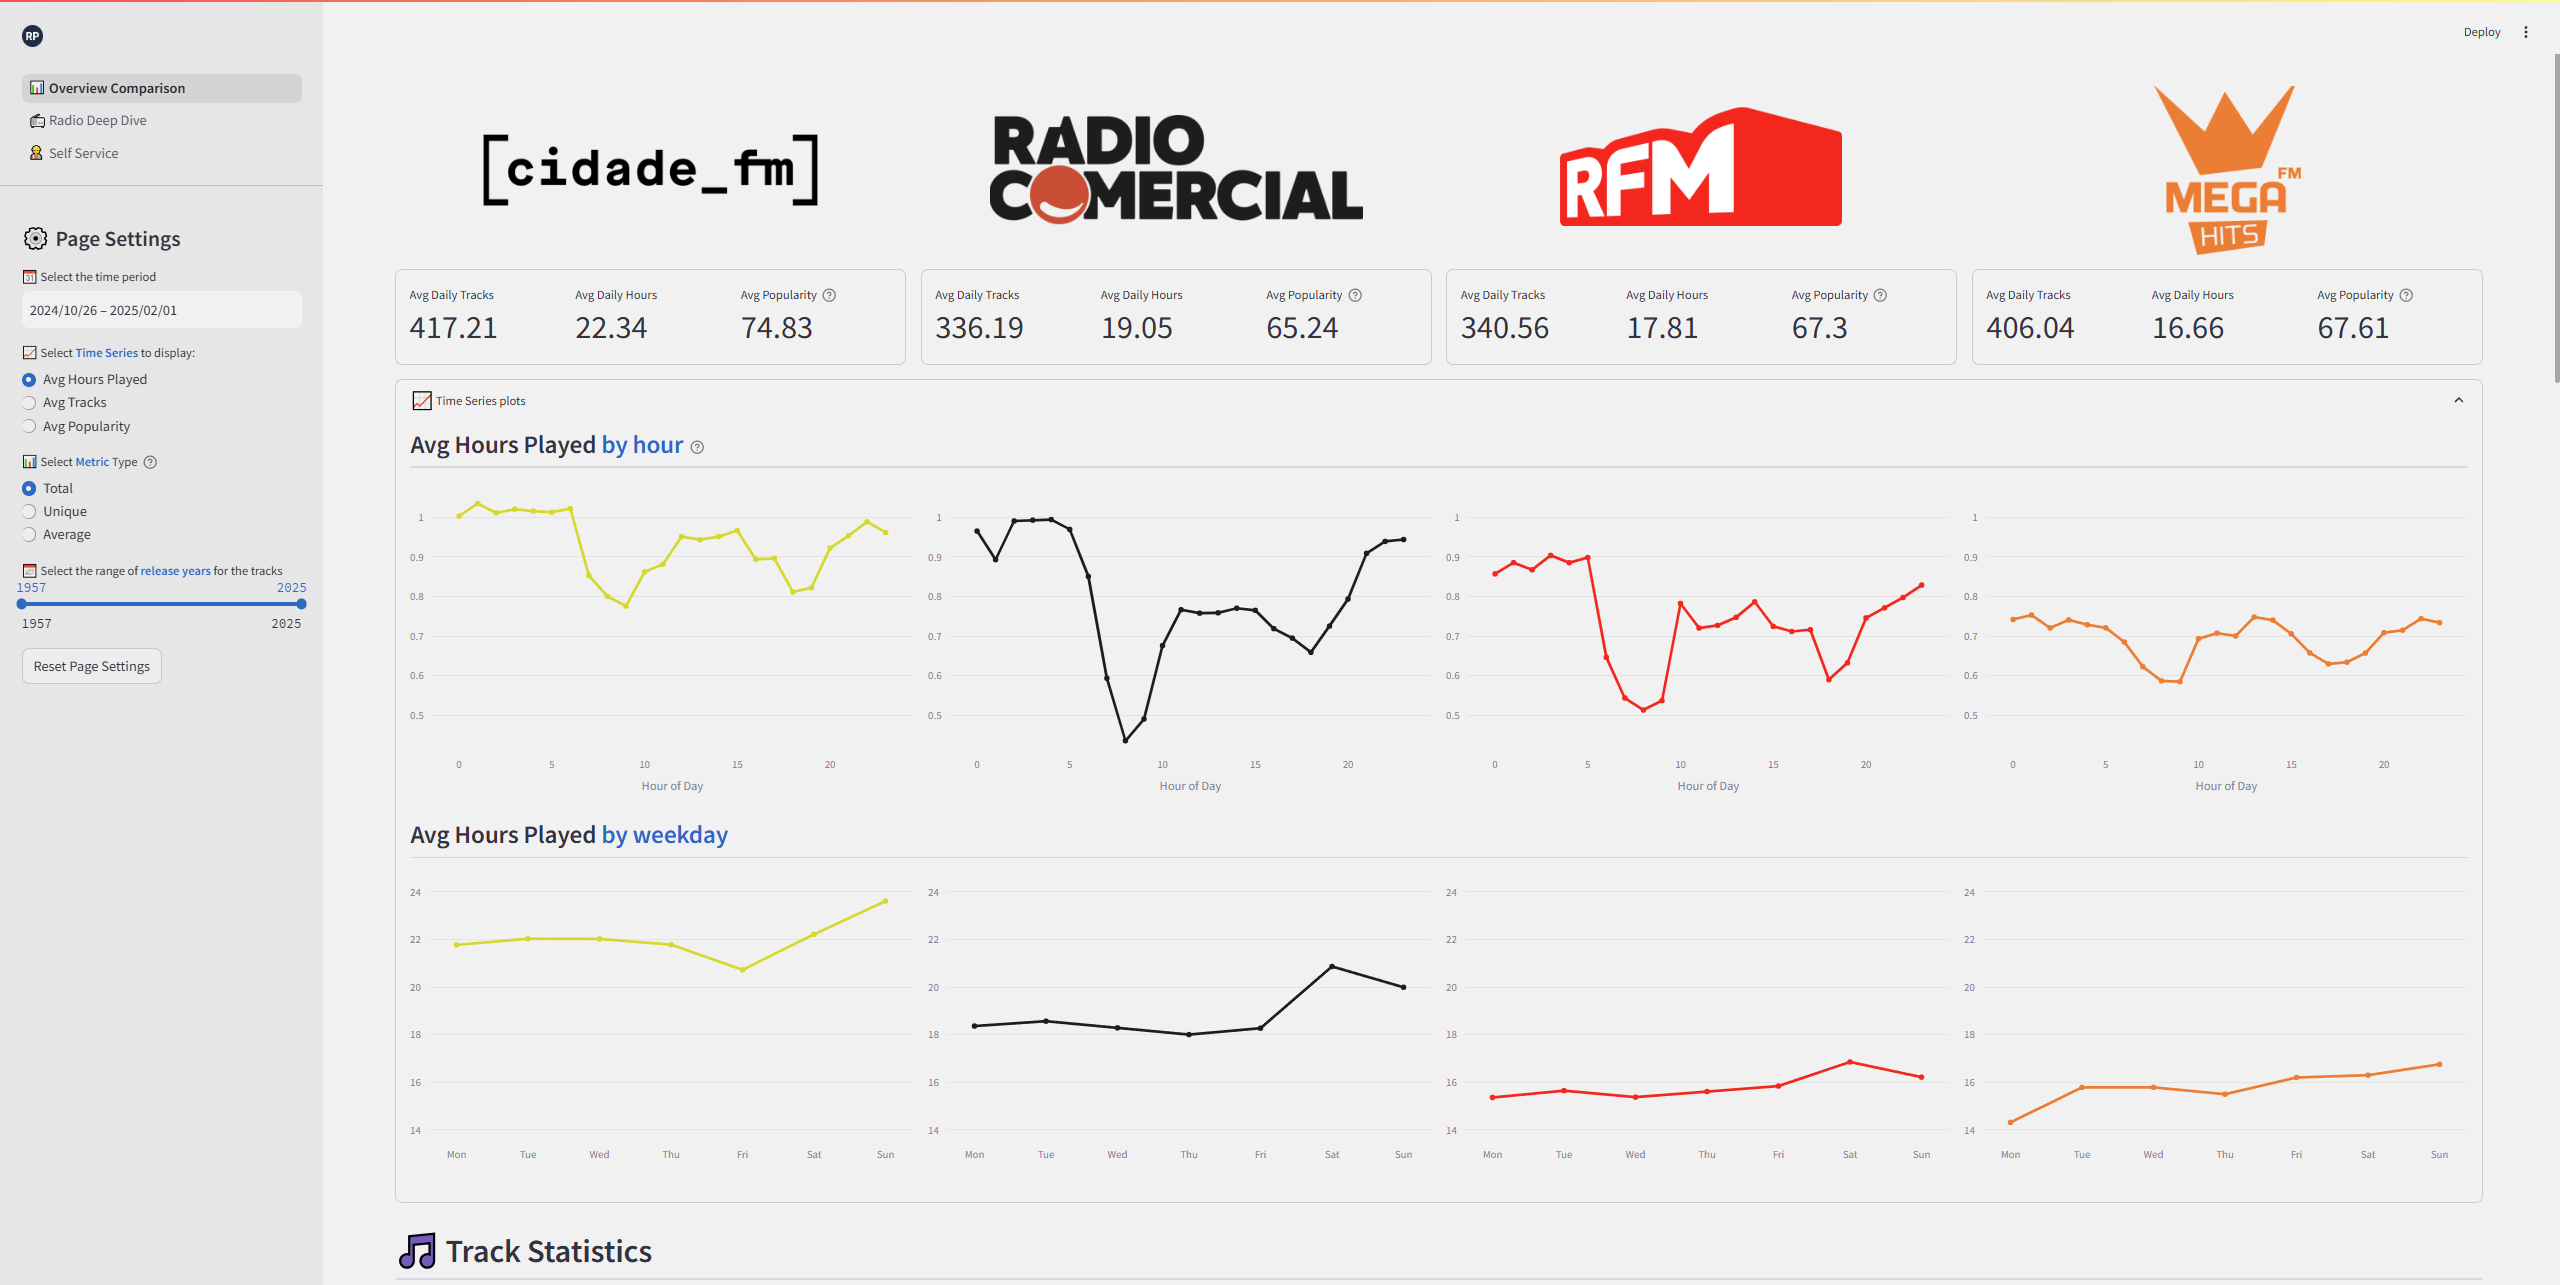 RP
Deploy
Overview Comparison
Radio Deep Dive
Self Service
Page Settings
31 Select the time period
2024/10/26 – 2025/02/01
Select Time Series to display:
Avg Hours Played
Avg Tracks
Avg Popularity
Select Metric Type ?
Total
Unique
Average
Select the range of release years for the tracks
1957 2025
1957 2025
Reset Page Settings
[cidade_fm]
RADIO
COMERCIAL
RFM
MEGA FM
HITS
Avg Daily Tracks Avg Daily Hours Avg Popularity ?
417.21 22.34 74.83
Avg Daily Tracks Avg Daily Hours Avg Popularity ?
336.19 19.05 65.24
Avg Daily Tracks Avg Daily Hours Avg Popularity ?
340.56 17.81 67.3
Avg Daily Tracks Avg Daily Hours Avg Popularity ?
406.04 16.66 67.61
Time Series plots
Avg Hours Played by hour ?
1
0.9
0.8
0.7
0.6
0.5
0 5 10 15 20
Hour of Day
1
0.9
0.8
0.7
0.6
0.5
0 5 10 15 20
Hour of Day
1
0.9
0.8
0.7
0.6
0.5
0 5 10 15 20
Hour of Day
1
0.9
0.8
0.7
0.6
0.5
0 5 10 15 20
Hour of Day
Avg Hours Played by weekday
24
22
20
18
16
14
Mon Tue Wed Thu Fri Sat Sun
24
22
20
18
16
14
Mon Tue Wed Thu Fri Sat Sun
24
22
20
18
16
14
Mon Tue Wed Thu Fri Sat Sun
24
22
20
18
16
14
Mon Tue Wed Thu Fri Sat Sun
Track Statistics